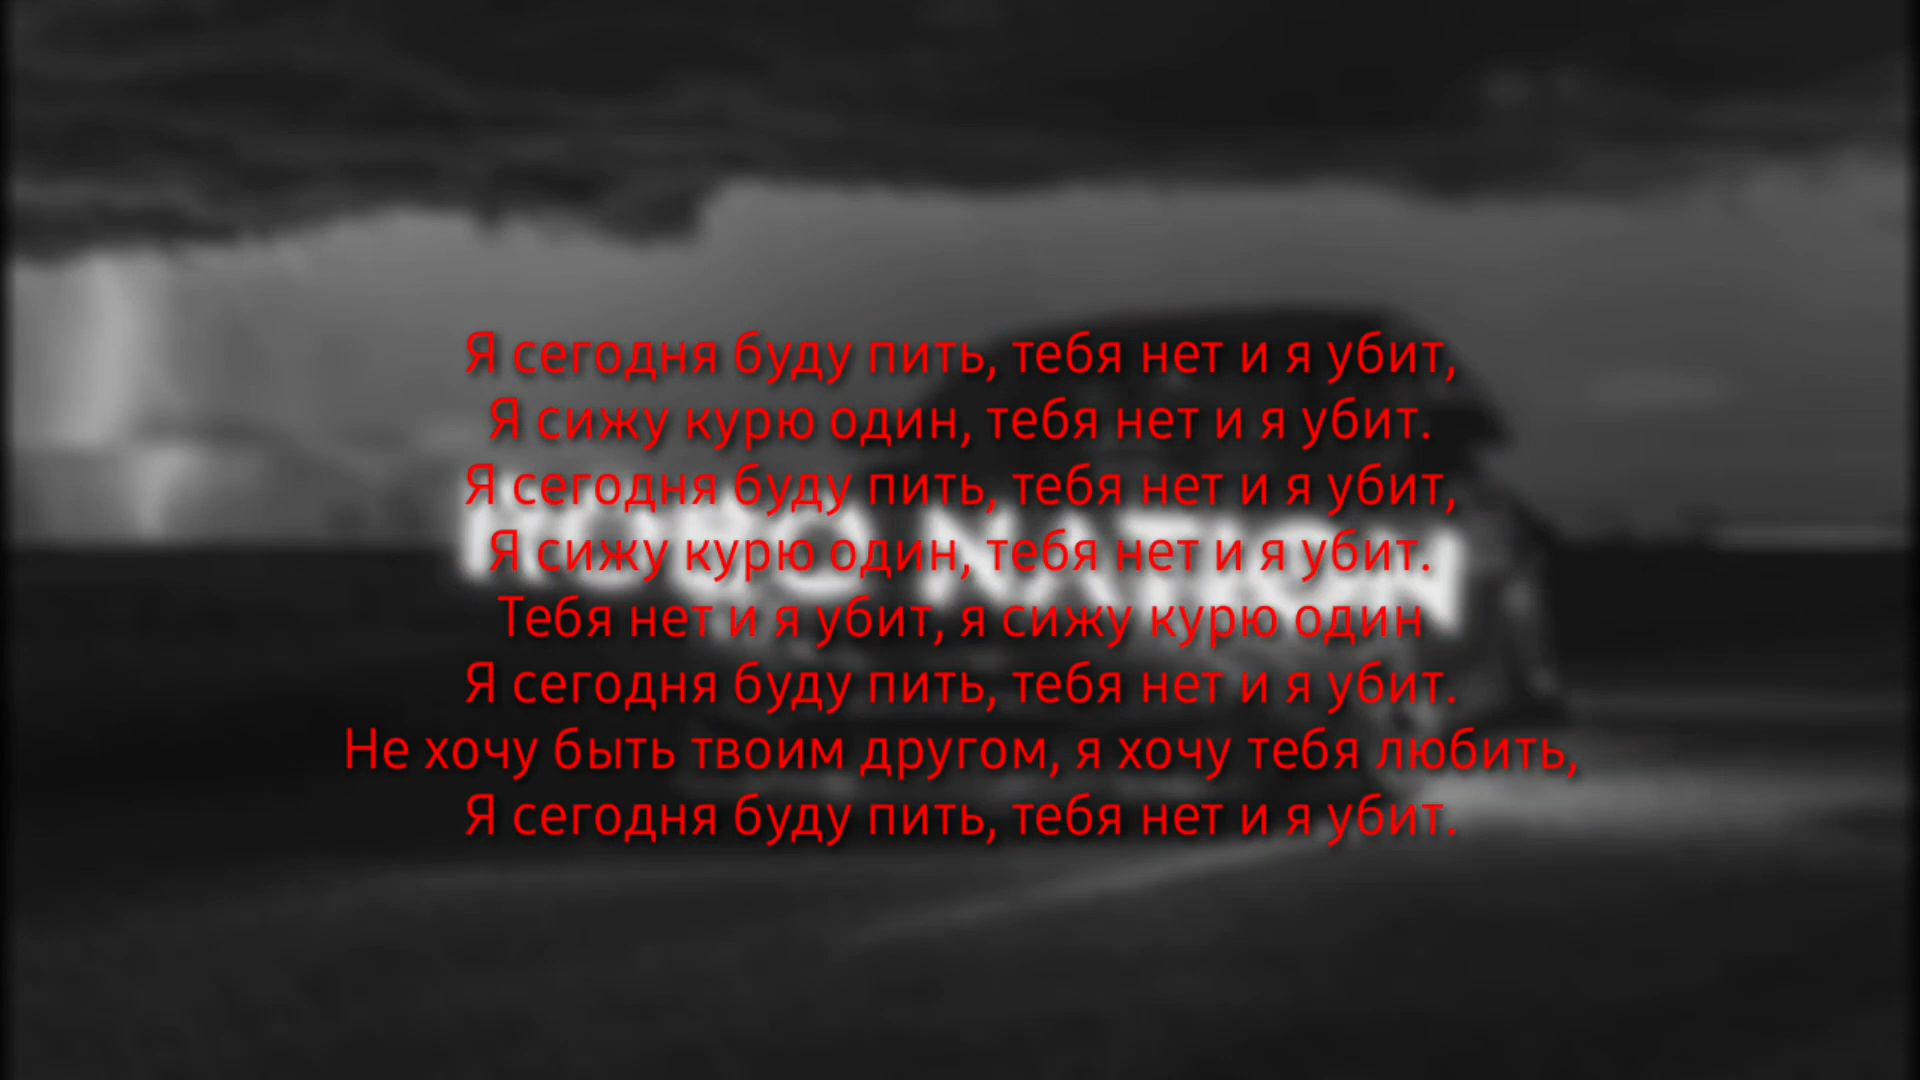 Я сегодня буду пить, тебя нет и я убит,
Я сижу курю один, тебя нет и я убит.
Я сегодня буду пить, тебя нет и я убит,
Я сижу курю один, тебя нет и я убит.
Тебя нет и я убит, я сижу курю один
Я сегодня буду пить, тебя нет и я убит.
Не хочу быть твоим другом, я хочу тебя любить,
Я сегодня буду пить, тебя нет и я убит.
NATION